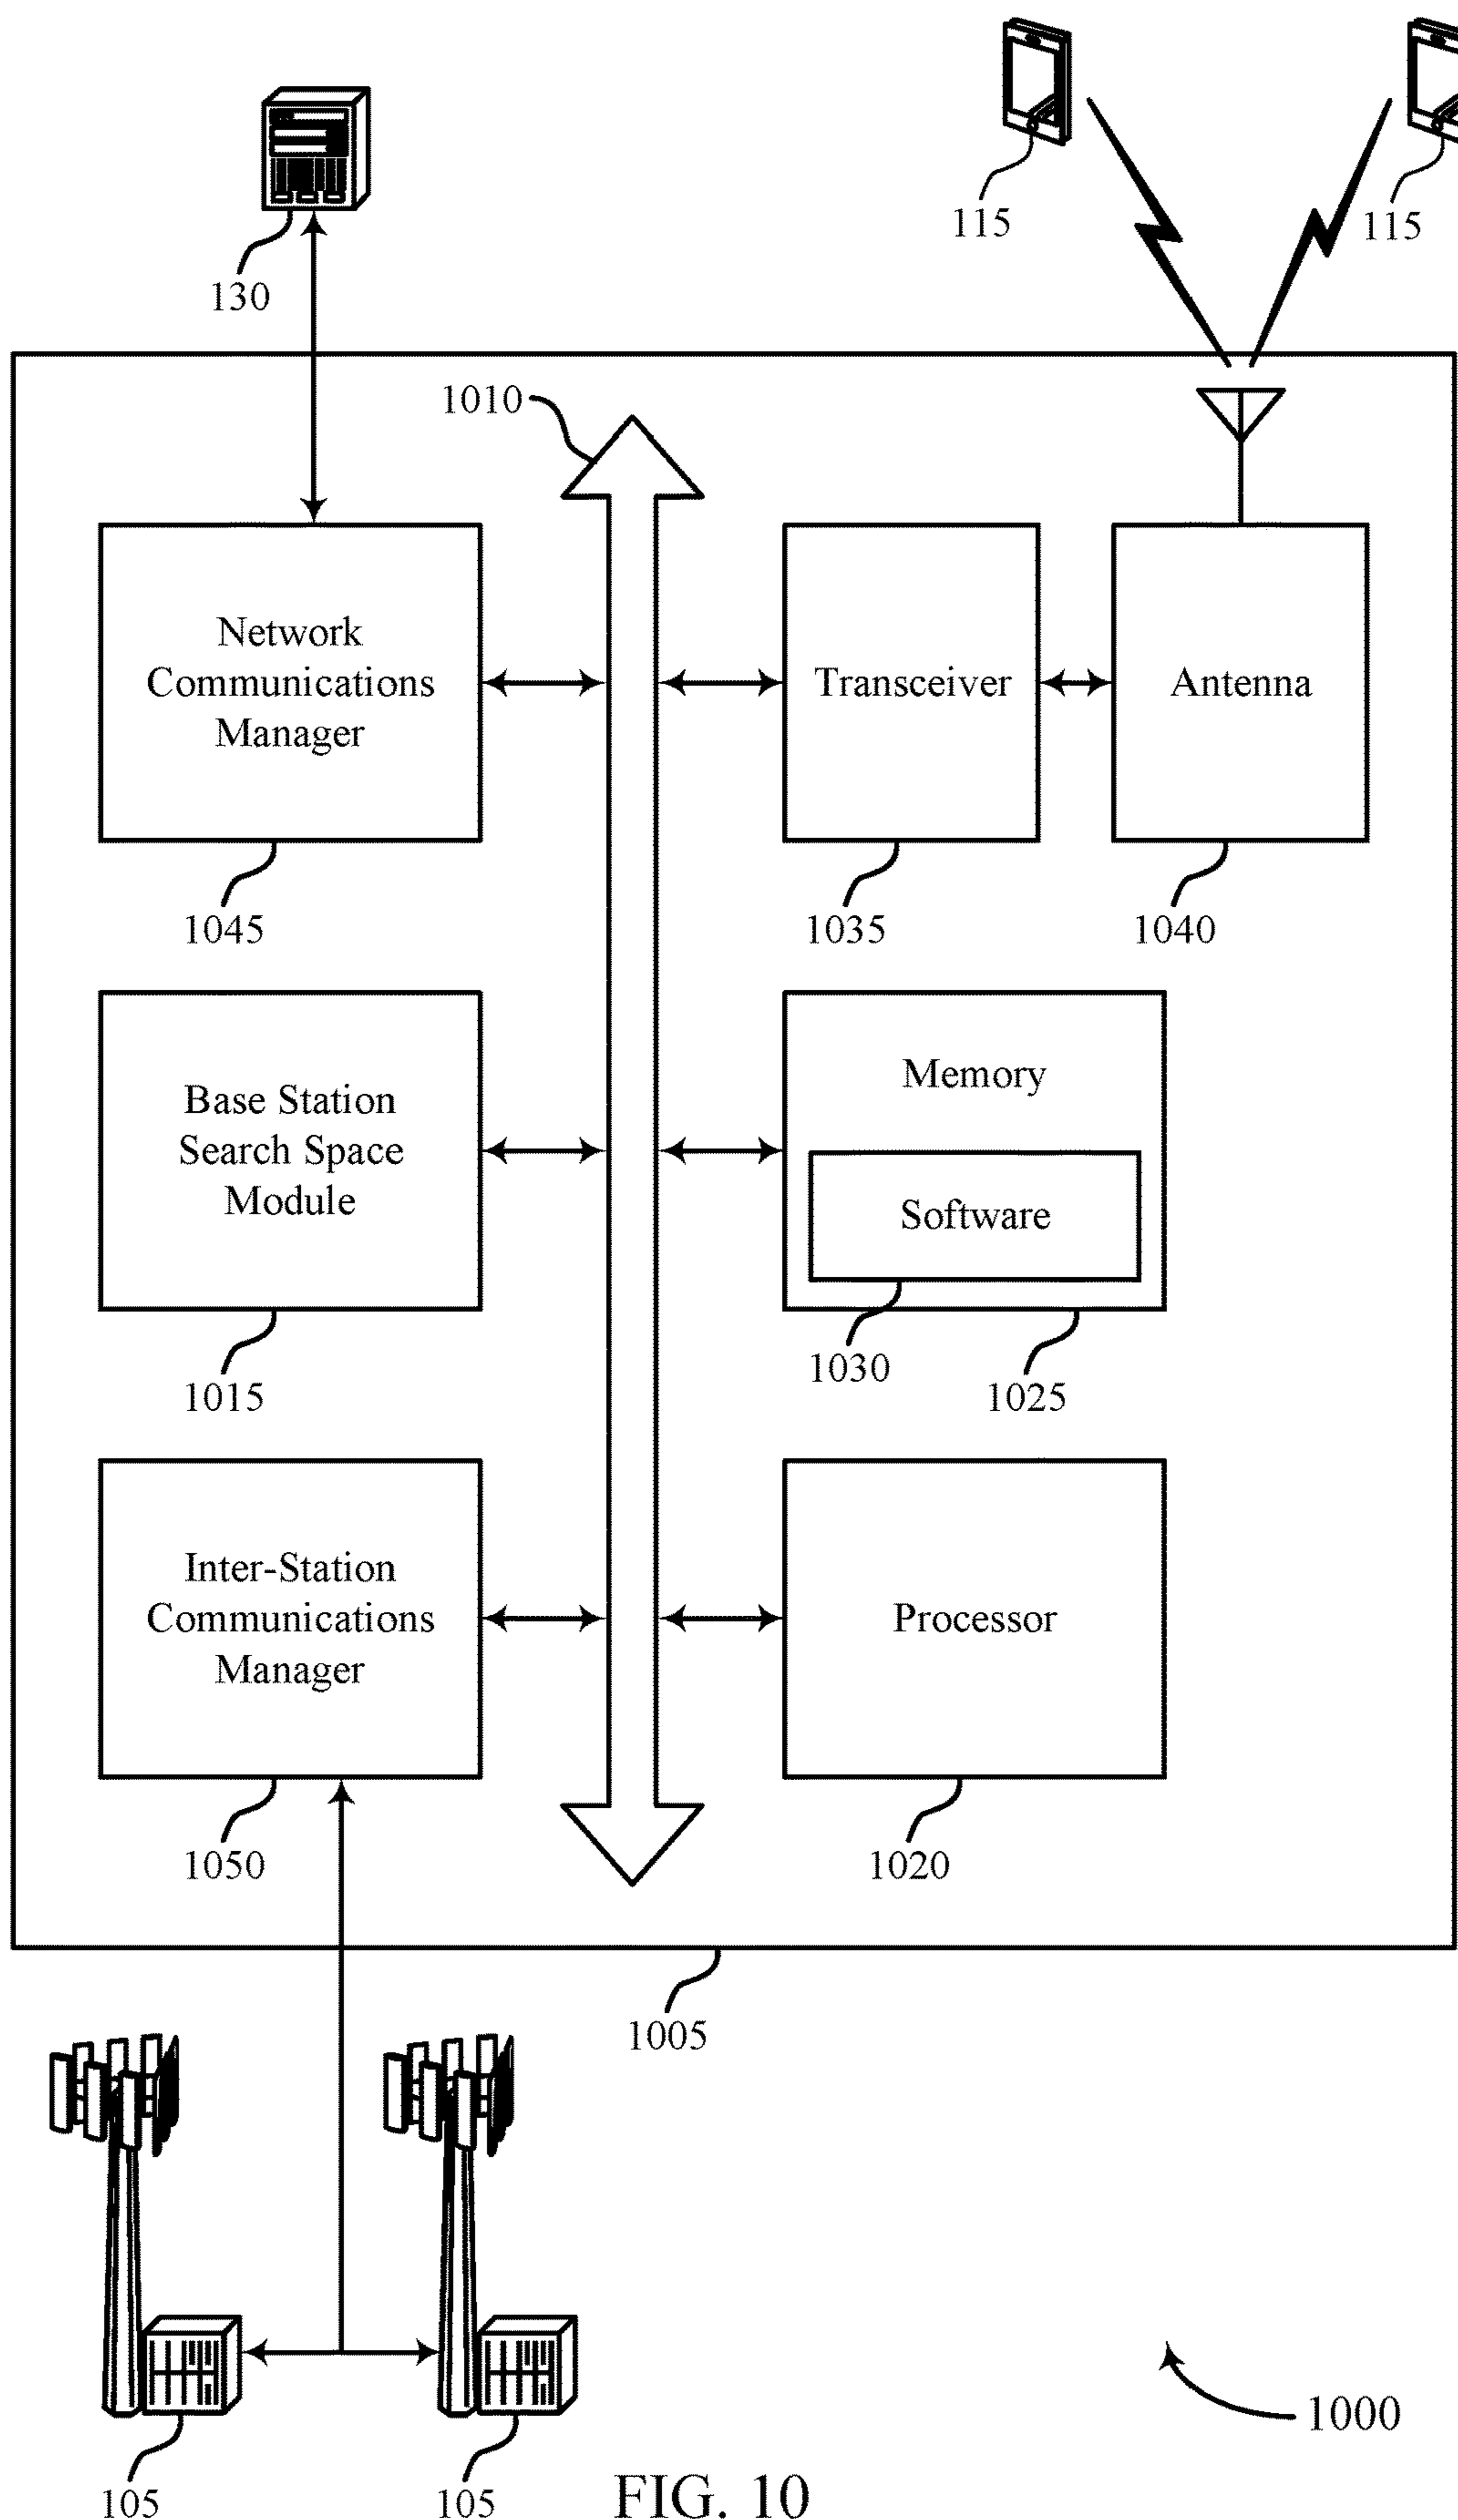 115
115
130
1010
Network
Communications
Manager
Transceiver
Antenna
1045
1035
1040
Base Station
Search Space
Module
Memory
Software
1030
1015
1025
Inter-Station
Communications
Manager
Processor
1050
1020
1005
1000
105
105
FIG. 10